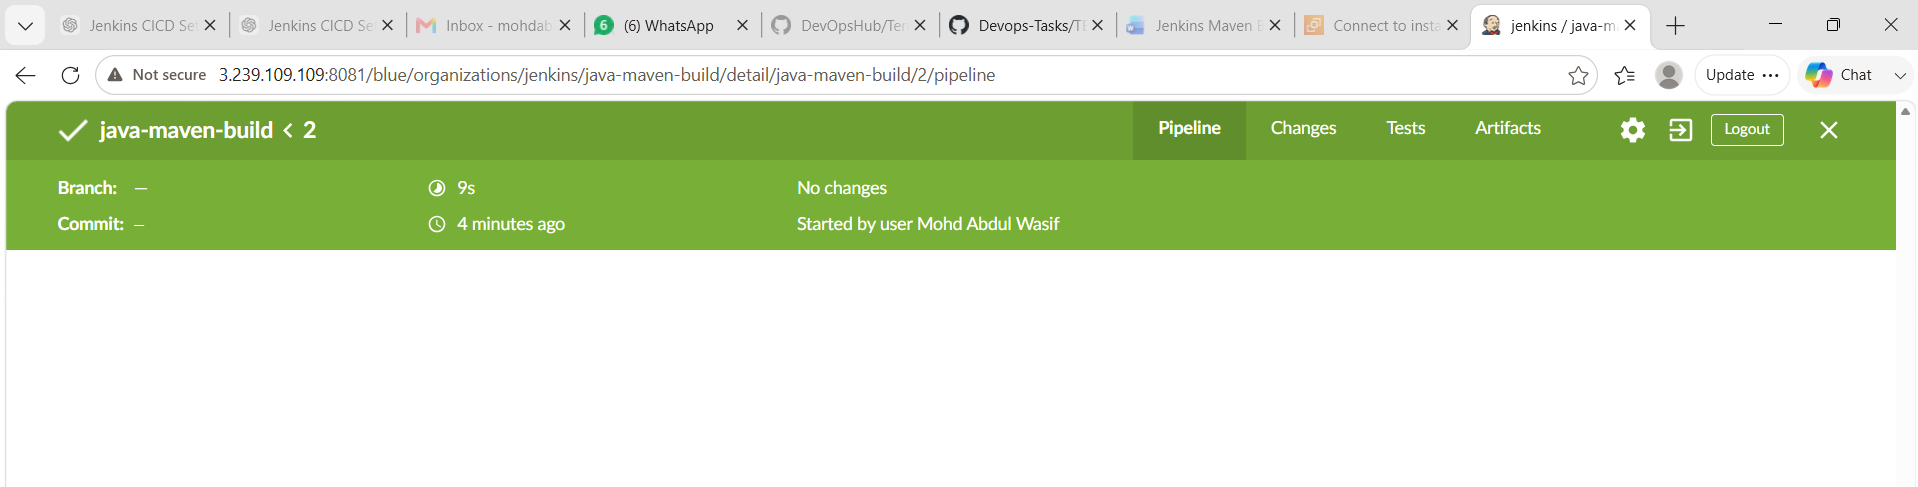 Jenkins CICD Se
Jenkins CICD Se
Inbox - mohdab
6 (6) WhatsApp
DevOpsHub/Ten
Devops-Tasks/TE
Jenkins Maven B
Connect to insta
jenkins / java-m
Not secure 3.239.109.109:8081/blue/organizations/jenkins/java-maven-build/detail/java-maven-build/2/pipeline
Update
Chat
java-maven-build < 2
Pipeline
Changes
Tests
Artifacts
Logout
Branch: —
9s
No changes
Commit: –
4 minutes ago
Started by user Mohd Abdul Wasif